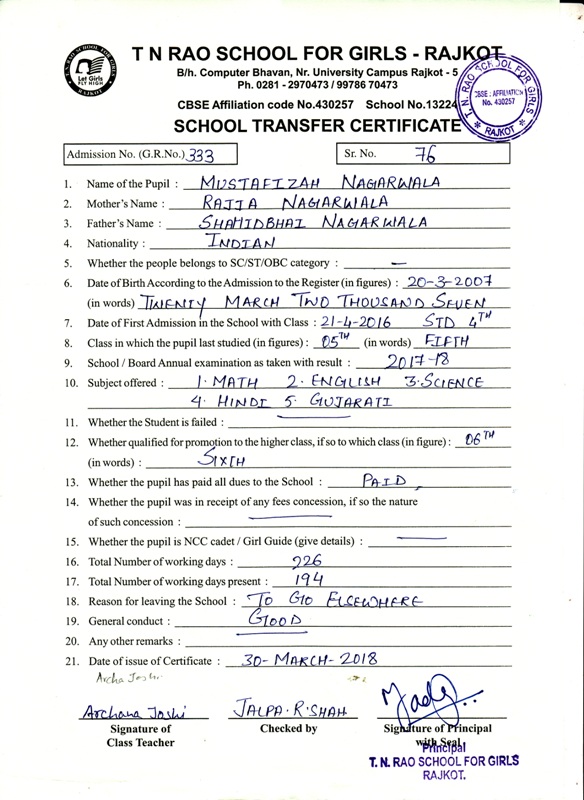 T. N. RAO SCHOOL FOR GIRLS
Let Girls
FLY HIGH
RAJKOT
T N RAO SCHOOL FOR GIRLS - RAJKOT
B/h. Computer Bhavan, Nr. University Campus Rajkot - 5
Ph. 0281 - 2970473 / 99786 70473
CBSE Affiliation code No.430257 School No.13224
T. N. RAO SCHOOL FOR GIRLS
CBSE : AFFILIATION
No. 430257
RAJKOT
SCHOOL TRANSFER CERTIFICATE
Admission No. (G.R.No.) 333 Sr. No. 76
1. Name of the Pupil : MUSTAFIZAH NAGARWALA
2. Mother's Name : RAJJA NAGARWALA
3. Father's Name : SHAHIDBHAI NAGARWALA
4. Nationality : INDIAN
5. Whether the people belongs to SC/ST/OBC category : —
6. Date of Birth According to the Admission to the Register (in figures) : 20-3-2007
(in words) TWENTY MARCH TWO THOUSAND SEVEN
7. Date of First Admission in the School with Class : 21-4-2016 STD 4TH
8. Class in which the pupil last studied (in figures) : 05TH (in words) FIFTH
9. School / Board Annual examination as taken with result : 2017-18
10. Subject offered : 1. MATH 2. ENGLISH 3. SCIENCE
4. HINDI 5. GUJARATI
11. Whether the Student is failed : —
12. Whether qualified for promotion to the higher class, if so to which class (in figure) : 06TH
(in words) : SIXTH
13. Whether the pupil has paid all dues to the School : PAID
14. Whether the pupil was in receipt of any fees concession, if so the nature
of such concession : —
15. Whether the pupil is NCC cadet / Girl Guide (give details) : —
16. Total Number of working days : 226
17. Total Number of working days present : 194
18. Reason for leaving the School : TO GO ELSEWHERE
19. General conduct : GOOD
20. Any other remarks : —
21. Date of issue of Certificate : 30-MARCH-2018
Archa Joshi
Archana Joshi JALPA.R.SHAH
Signature of Checked by Signature of Principal
Class Teacher with Seal
Principal
T. N. RAO SCHOOL FOR GIRLS
RAJKOT.